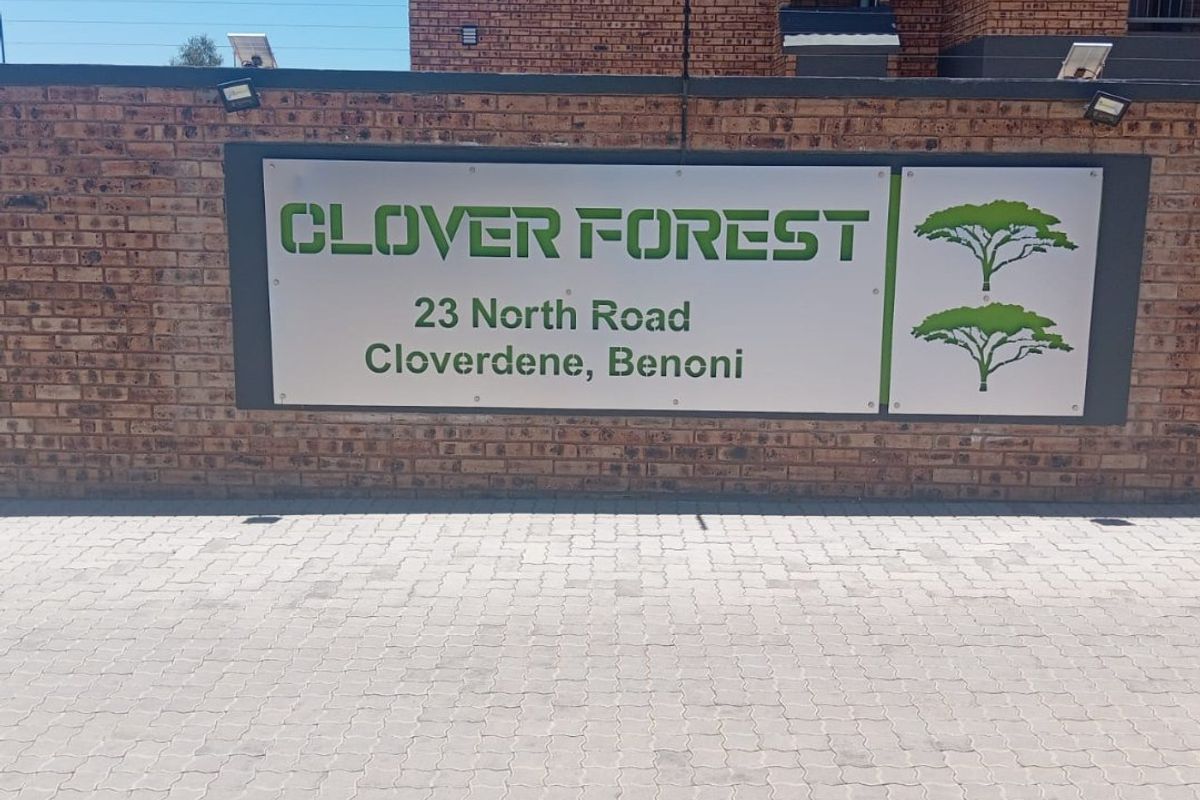 CLOVER FOREST
23 North Road
Cloverdene, Benoni